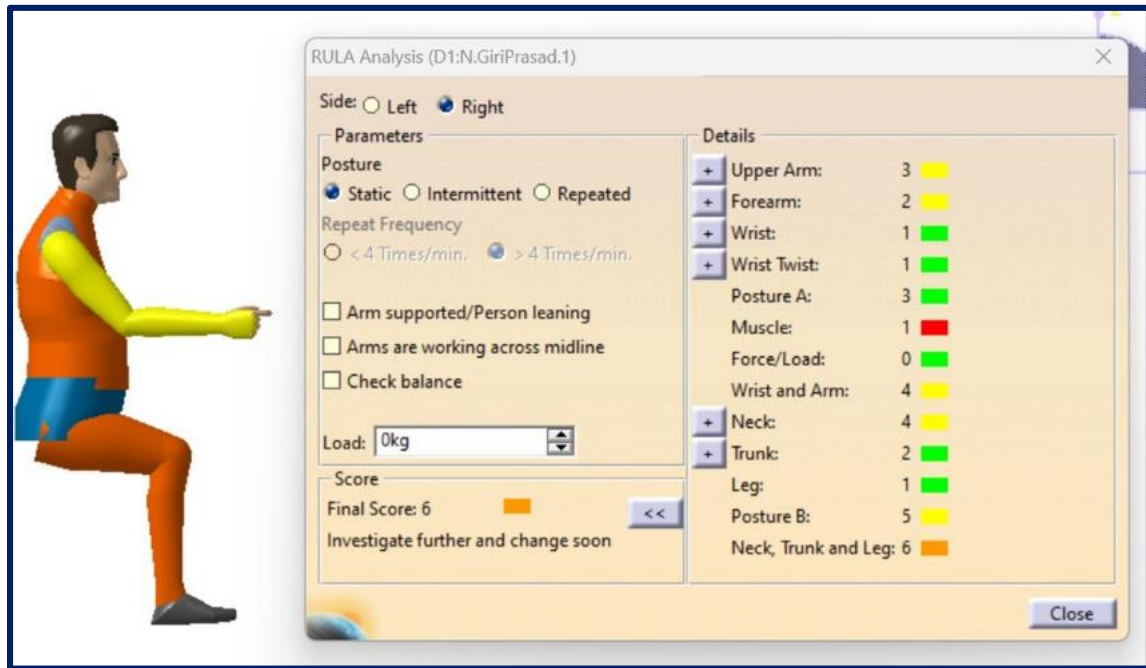 RULA Analysis (D1:N.GiriPrasad.1)
Side: Left Right
Parameters
Posture
Static Intermittent Repeated
Repeat Frequency
< 4 Times/min. > 4 Times/min.
Arm supported/Person leaning
Arms are working across midline
Check balance
Load: 0kg
Score
Final Score: 6
<<
Investigate further and change soon
Details
+ Upper Arm: 3
+ Forearm: 2
+ Wrist: 1
+ Wrist Twist: 1
Posture A: 3
Muscle: 1
Force/Load: 0
Wrist and Arm: 4
+ Neck: 4
+ Trunk: 2
Leg: 1
Posture B: 5
Neck, Trunk and Leg: 6
Close